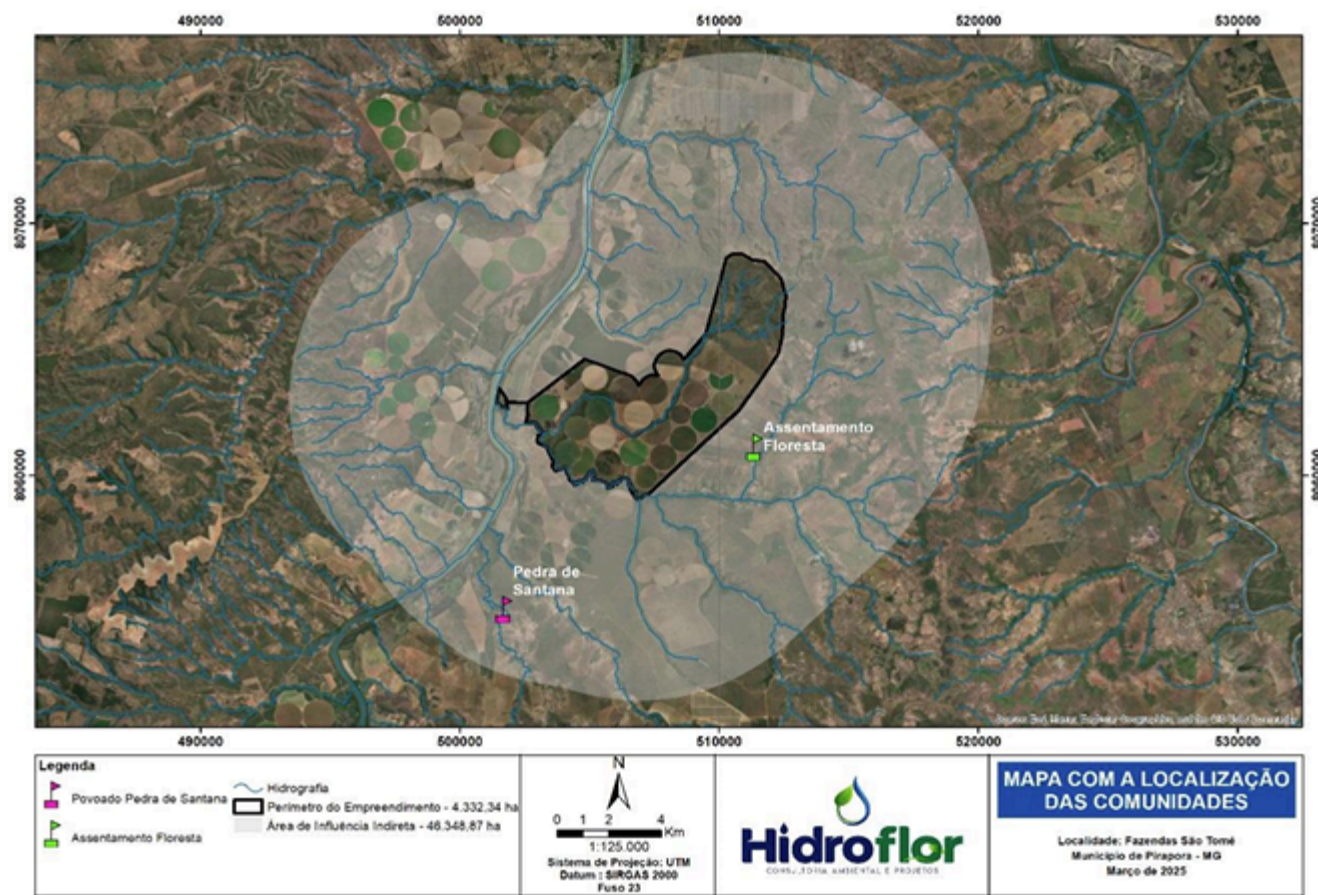 490000 500000 510000 520000 530000
8070000 8070000
8060000 8060000
Assentamento
Floresta
Pedra de
Santana
490000 500000 510000 520000 530000
Legenda
Povoado Pedra de Santana
Assentamento Floresta
Hidrografia
Perímetro do Empreendimento - 4.332,34 ha
Área de Influência Indireta - 46.348,87 ha
N
0 1 2 4
Km
1:125.000
Sistema de Projeção: UTM
Datum : SIRGAS 2000
Fuso 23
Hidroflor
CONSULTORIA AMBIENTAL E PROJETOS
MAPA COM A LOCALIZAÇÃO
DAS COMUNIDADES
Localidade: Fazendas São Tomé
Município de Pirapora - MG
Março de 2025